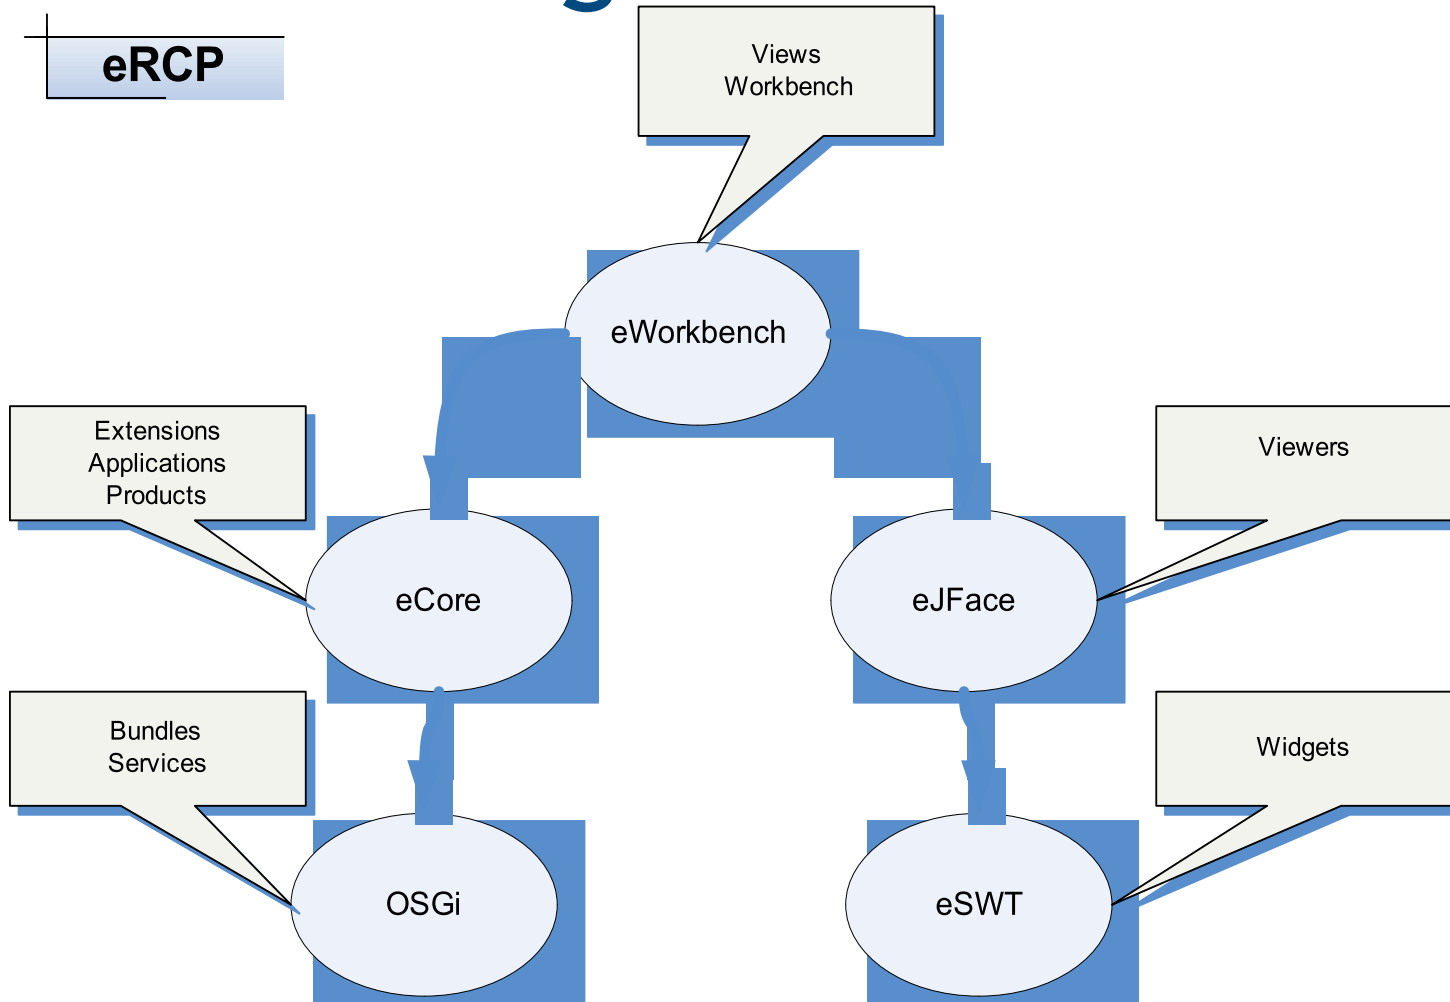 eRCP
Views
Workbench
eWorkbench
Extensions
Applications
Products
Viewers
eCore
eJFace
Bundles
Services
Widgets
OSGi
eSWT